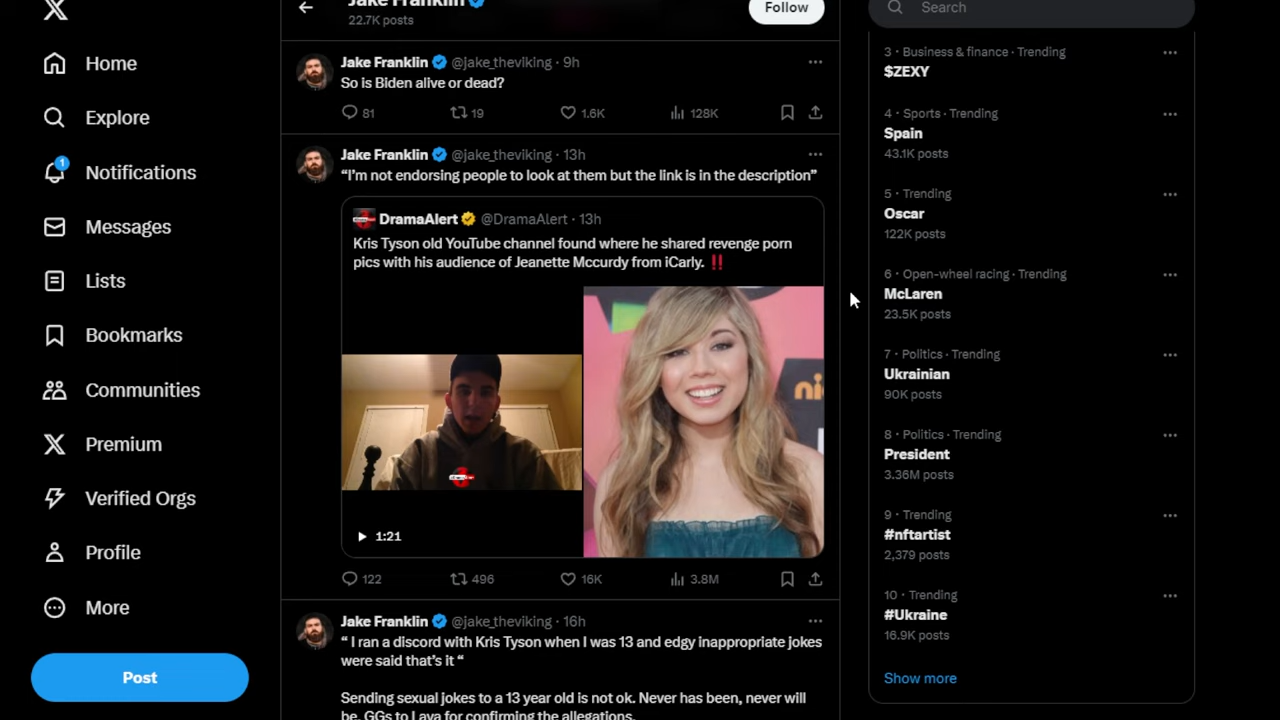 Home
Explore
1
Notifications
Messages
Lists
Bookmarks
Communities
Premium
Verified Orgs
Profile
More
Post
Jake Franklin
22.7K posts
Follow
Jake Franklin @jake_theviking · 9h
So is Biden alive or dead?
81 19 1.6K 128K
Jake Franklin @jake_theviking · 13h
“I’m not endorsing people to look at them but the link is in the description”
DramaAlert @DramaAlert · 13h
Kris Tyson old YouTube channel found where he shared revenge porn
pics with his audience of Jeanette Mccurdy from iCarly. ‼️
1:21
122 496 16K 3.8M
Jake Franklin @jake_theviking · 16h
“ I ran a discord with Kris Tyson when I was 13 and edgy inappropriate jokes
were said that’s it “
Sending sexual jokes to a 13 year old is not ok. Never has been, never will
be. GGs to Lava for confirming the allegations.
Search
3 · Business & finance · Trending
$ZEXY
4 · Sports · Trending
Spain
43.1K posts
5 · Trending
Oscar
122K posts
6 · Open-wheel racing · Trending
McLaren
23.5K posts
7 · Politics · Trending
Ukrainian
90K posts
8 · Politics · Trending
President
3.36M posts
9 · Trending
#nftartist
2,379 posts
10 · Trending
#Ukraine
16.9K posts
Show more